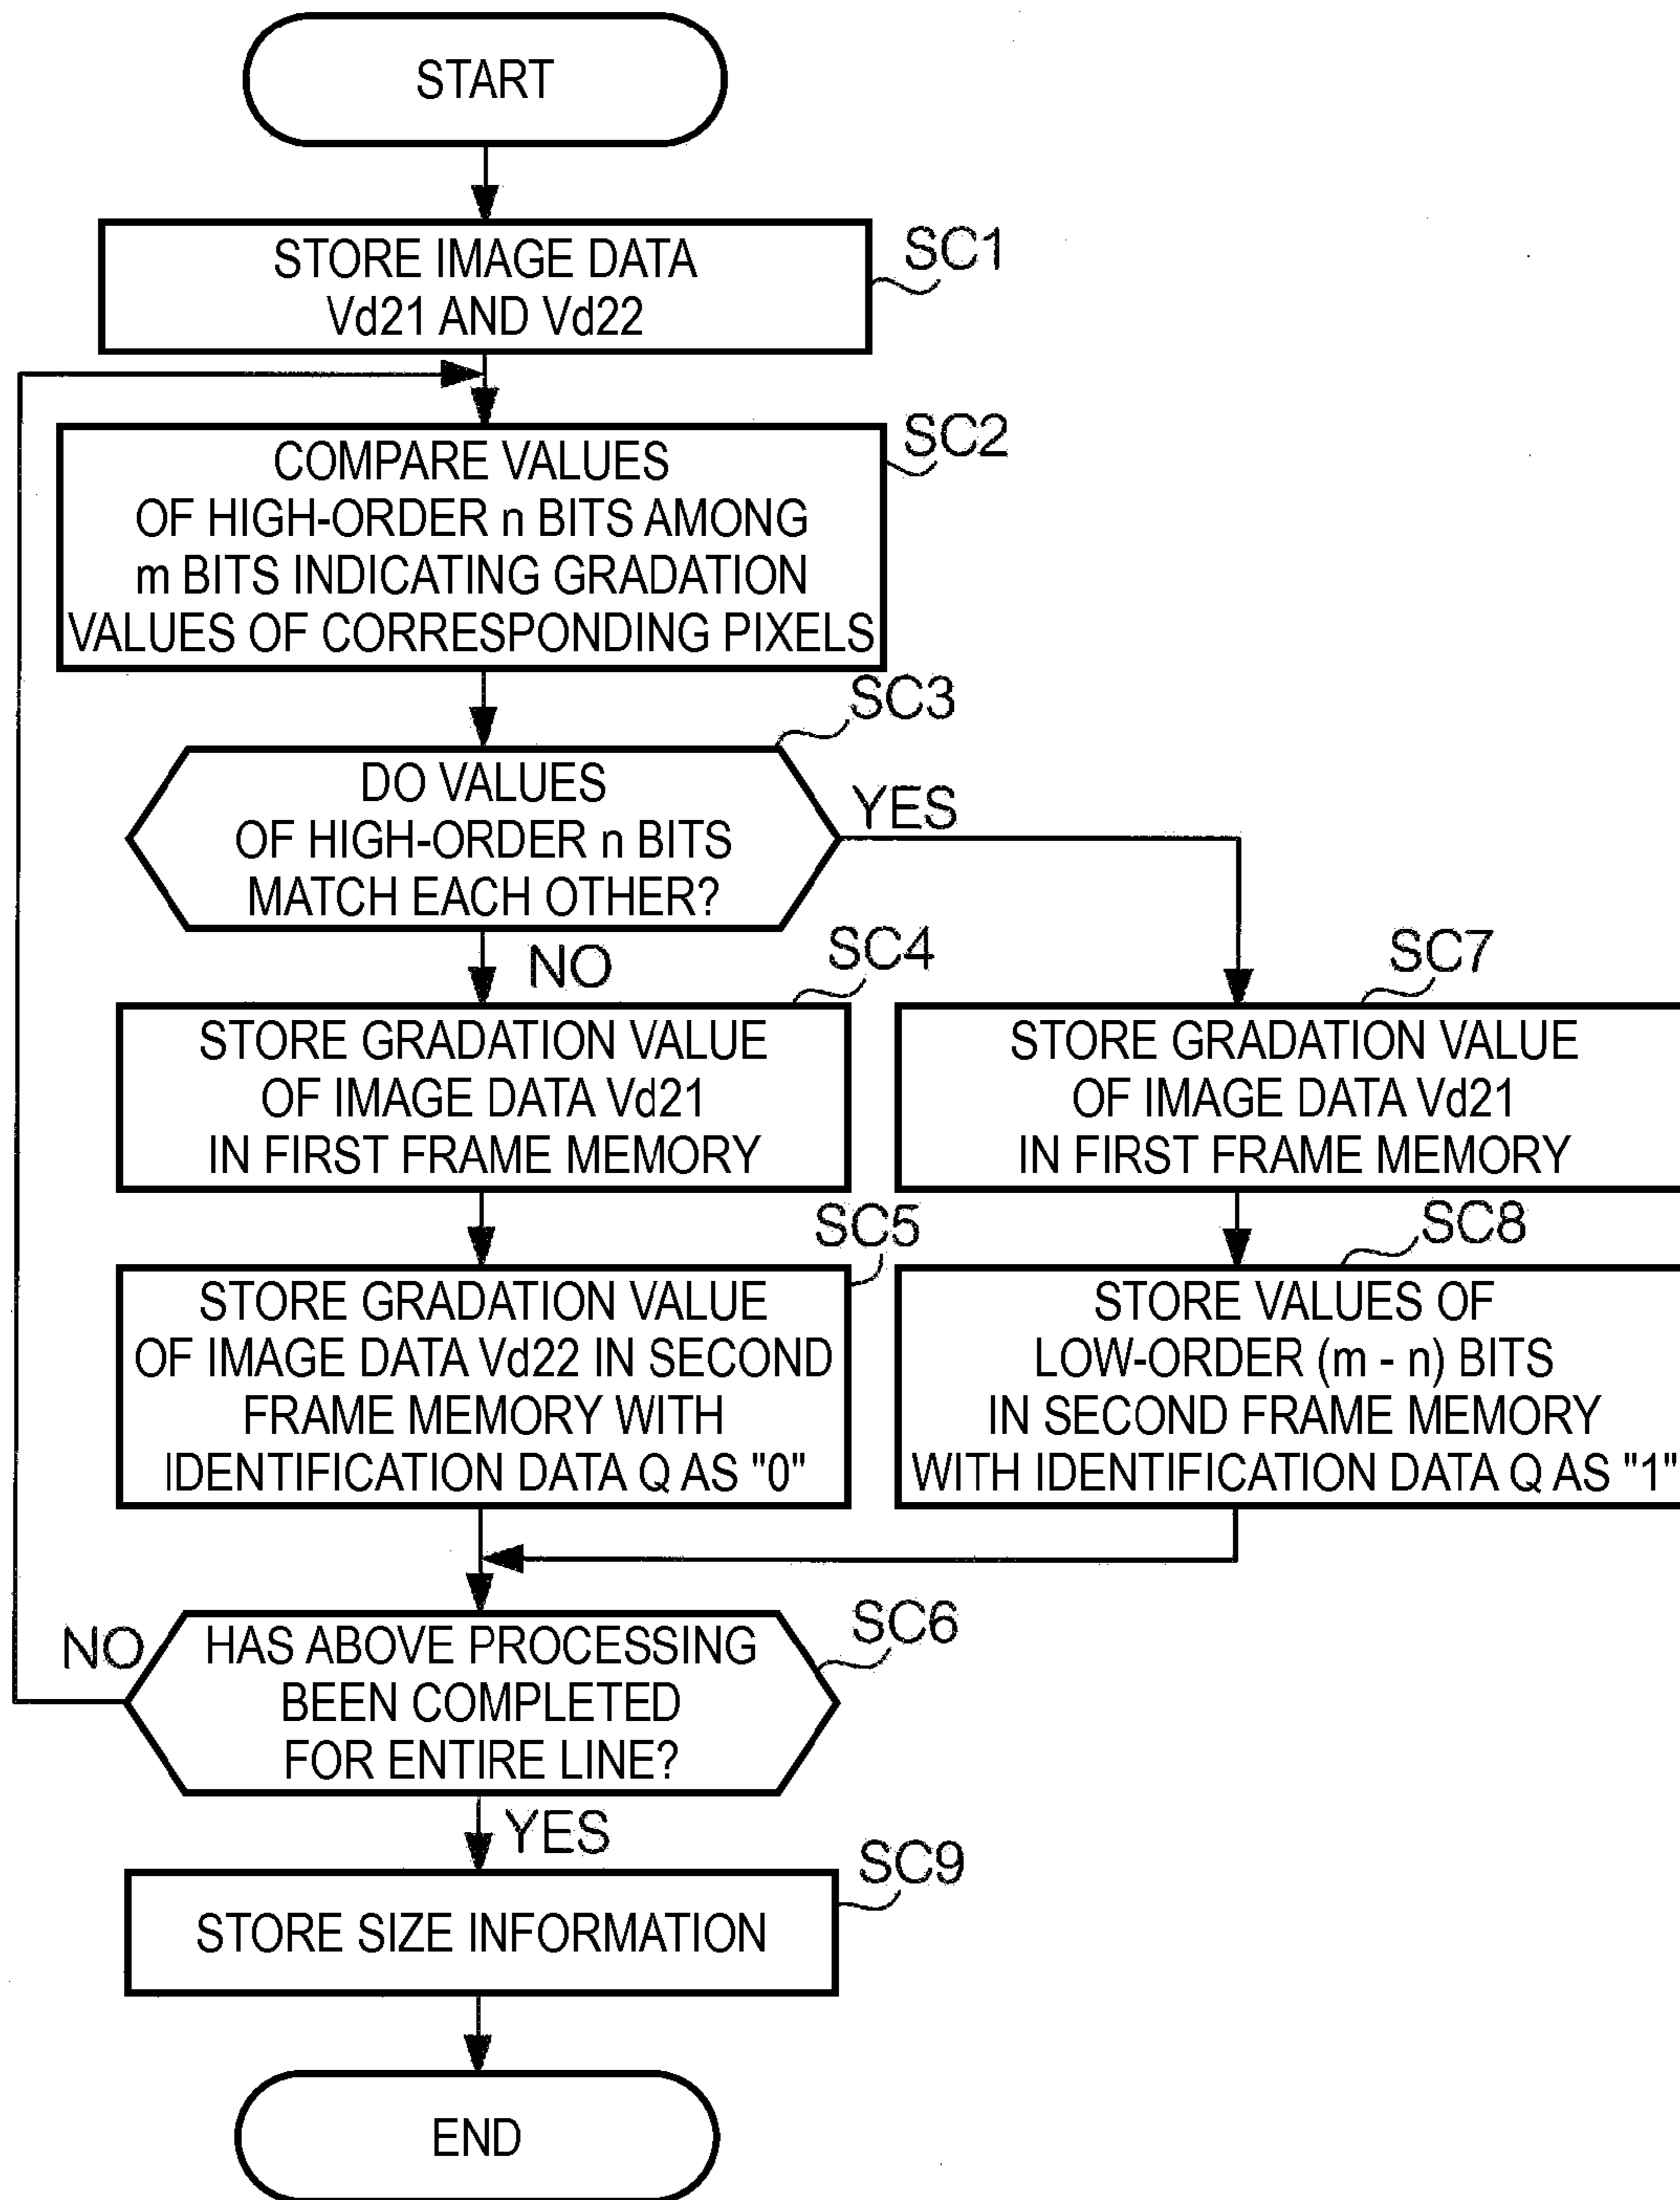 START
STORE IMAGE DATA
Vd21 AND Vd22
SC1
COMPARE VALUES
OF HIGH-ORDER n BITS AMONG
m BITS INDICATING GRADATION
VALUES OF CORRESPONDING PIXELS
SC2
SC3
DO VALUES
OF HIGH-ORDER n BITS
MATCH EACH OTHER?
YES
NO
SC4
STORE GRADATION VALUE
OF IMAGE DATA Vd21
IN FIRST FRAME MEMORY
SC7
STORE GRADATION VALUE
OF IMAGE DATA Vd21
IN FIRST FRAME MEMORY
SC5
STORE GRADATION VALUE
OF IMAGE DATA Vd22 IN SECOND
FRAME MEMORY WITH
IDENTIFICATION DATA Q AS "0"
SC8
STORE VALUES OF
LOW-ORDER (m - n) BITS
IN SECOND FRAME MEMORY
WITH IDENTIFICATION DATA Q AS "1"
NO
HAS ABOVE PROCESSING
BEEN COMPLETED
FOR ENTIRE LINE?
SC6
YES
SC9
STORE SIZE INFORMATION
END